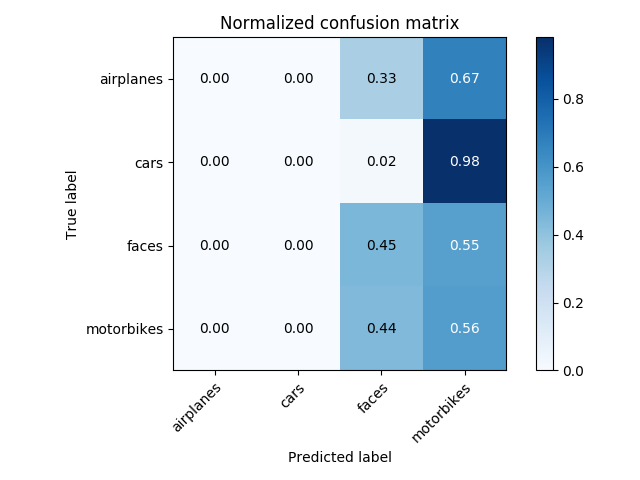 Normalized confusion matrix
True label
airplanes 0.00 0.00 0.33 0.67
cars 0.00 0.00 0.02 0.98
faces 0.00 0.00 0.45 0.55
motorbikes 0.00 0.00 0.44 0.56
airplanes cars faces motorbikes
Predicted label
0.8
0.6
0.4
0.2
0.0